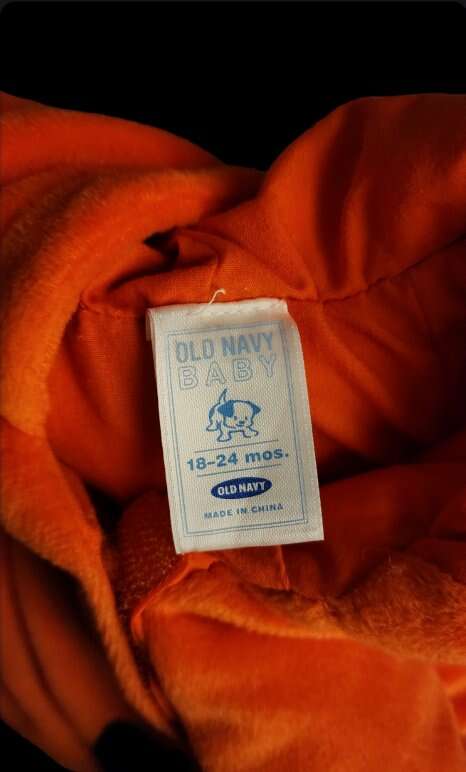 OLD NAVY
BABY
18-24 mos.
OLD NAVY
MADE IN CHINA